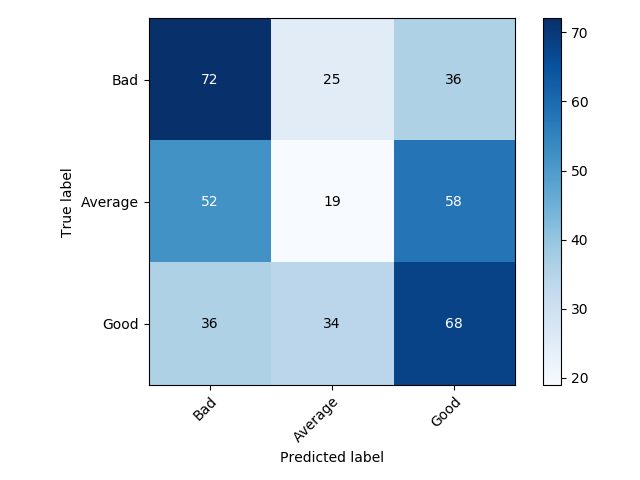 Bad 72 25 36
Average 52 19 58
Good 36 34 68
Bad Average Good
Predicted label
True label
70
60
50
40
30
20